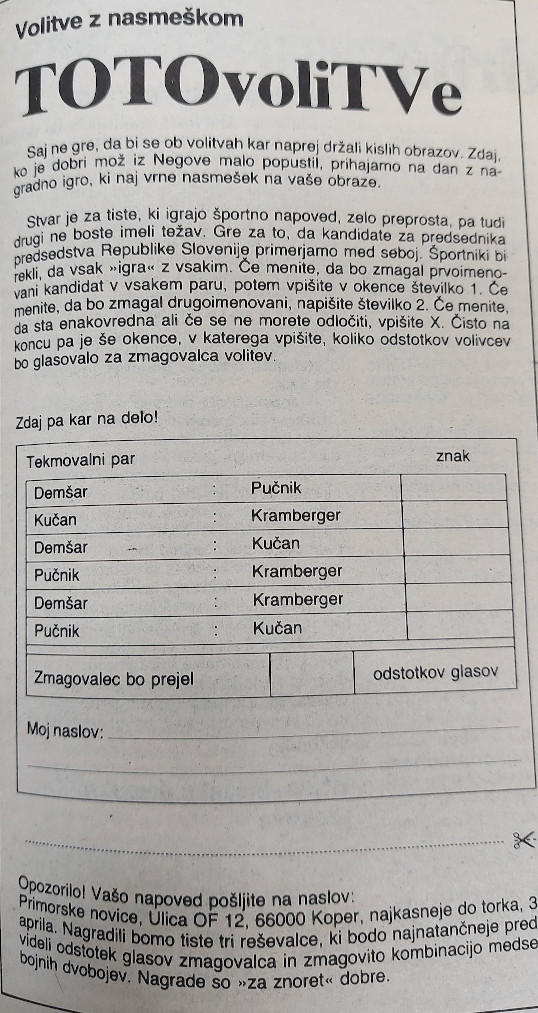 Volitve z nasmeškom
TOTOvoliTVe
Saj ne gre, da bi se ob volitvah kar naprej držali kislih obrazov. Zdaj,
ko je dobri mož iz Negove malo popustil, prihajamo na dan z na-
gradno igro, ki naj vrne nasmešek na vaše obraze.
Stvar je za tiste, ki igrajo športno napoved, zelo preprosta, pa tudi
drugi ne boste imeli težav. Gre za to, da kandidate za predsednika
predsedstva Republike Slovenije primerjamo med seboj. Športniki bi
rekli, da vsak »igra« z vsakim. Če menite, da bo zmagal prvoimeno-
vani kandidat v vsakem paru, potem vpišite v okence številko 1. Če
menite, da bo zmagal drugoimenovani, napišite številko 2. Če menite,
da sta enakovredna ali če se ne morete odločiti, vpišite X. Čisto na
koncu pa je še okence, v katerega vpišite, koliko odstotkov volivcev
bo glasovalo za zmagovalca volitev.
Zdaj pa kar na delo!
Tekmovalni par znak
Demšar : Pučnik
Kučan : Kramberger
Demšar : Kučan
Pučnik : Kramberger
Demšar : Kramberger
Pučnik : Kučan
Zmagovalec bo prejel odstotkov glasov
Moj naslov:
Opozorilo! Vašo napoved pošljite na naslov:
Primorske novice, Ulica OF 12, 66000 Koper, najkasneje do torka, 3
aprila. Nagradili bomo tiste tri reševalce, ki bodo najnatančneje pred
videli odstotek glasov zmagovalca in zmagovito kombinacijo medse
bojnih dvobojev. Nagrade so »za znoret« dobre.